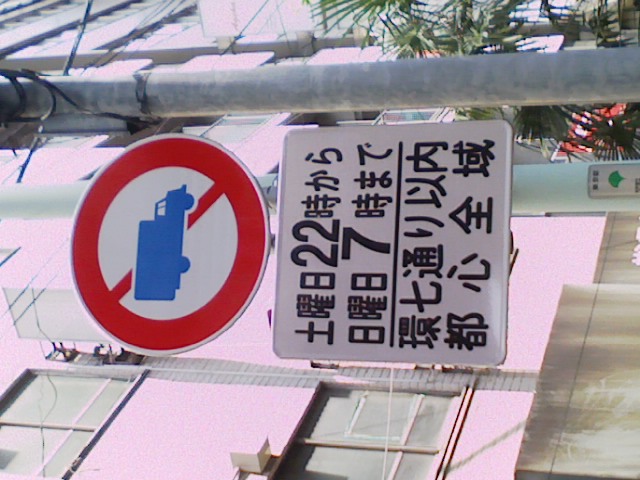 土曜日22時から
日曜日7時まで
環七通り以内
都心全域